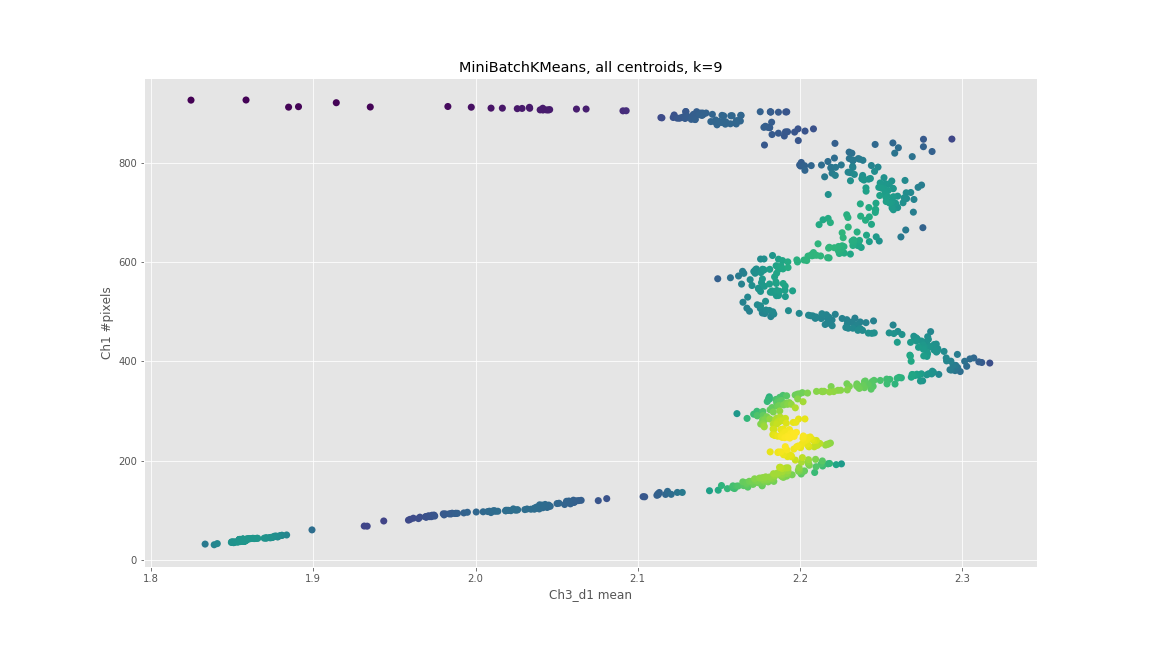 MiniBatchKMeans, all centroids, k=9
800
600
400
200
0
Ch1 #pixels
1.8 1.9 2.0 2.1 2.2 2.3
Ch3_d1 mean